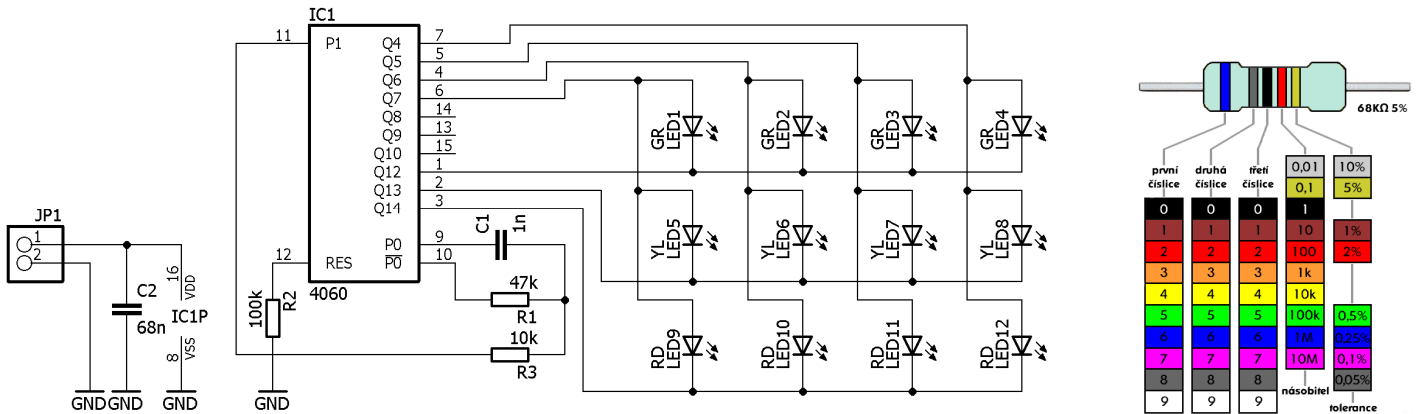 IC1
11
P1
Q4
7
Q5
5
Q6
4
Q7
6
Q8
14
Q9
13
Q10
15
Q12
1
Q13
2
Q14
3
P0
9
P0
10
12
RES
4060
GR
LED1
GR
LED2
GR
LED3
GR
LED4
YL
LED5
YL
LED6
YL
LED7
YL
LED8
RD
LED9
RD
LED10
RD
LED11
RD
LED12
C1
1n
47k
R1
10k
R3
100k
R2
JP1
1
2
C2
68n
16
VDD
IC1P
8
VSS
GND
GND
GND
GND
68KΩ 5%
první
číslice
druhá
číslice
třetí
číslice
0,01 10%
0,1 5%
0 0 0 1
1 1 1 10 1%
2 2 2 100 2%
3 3 3 1k
4 4 4 10k
5 5 5 100k 0,5%
6 6 6 1M 0,25%
7 7 7 10M 0,1%
8 8 8 0,05%
9 9 9
násobitel
tolerance